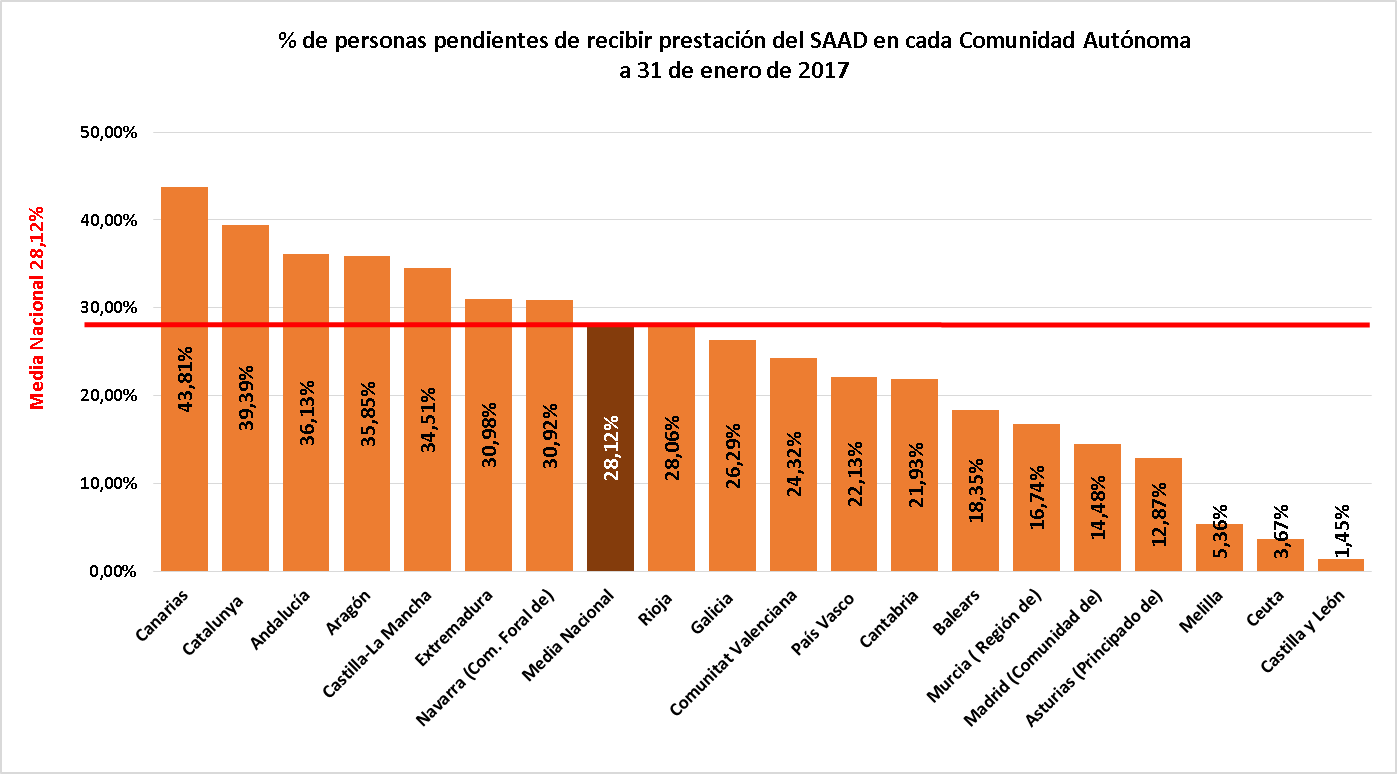 % de personas pendientes de recibir prestación del SAAD en cada Comunidad Autónoma
a 31 de enero de 2017
Media Nacional 28,12%
50,00%
40,00%
30,00%
20,00%
10,00%
0,00%
43,81%
39,39%
36,13%
35,85%
34,51%
30,98%
30,92%
28,12%
28,06%
26,29%
24,32%
22,13%
21,93%
18,35%
16,74%
14,48%
12,87%
5,36%
3,67%
1,45%
Canarias
Catalunya
Andalucía
Aragón
Castilla-La Mancha
Extremadura
Navarra (Com. Foral de)
Media Nacional
Rioja
Galicia
Comunitat Valenciana
País Vasco
Cantabria
Balears
Murcia ( Región de)
Madrid (Comunidad de)
Asturias (Principado de)
Melilla
Ceuta
Castilla y León